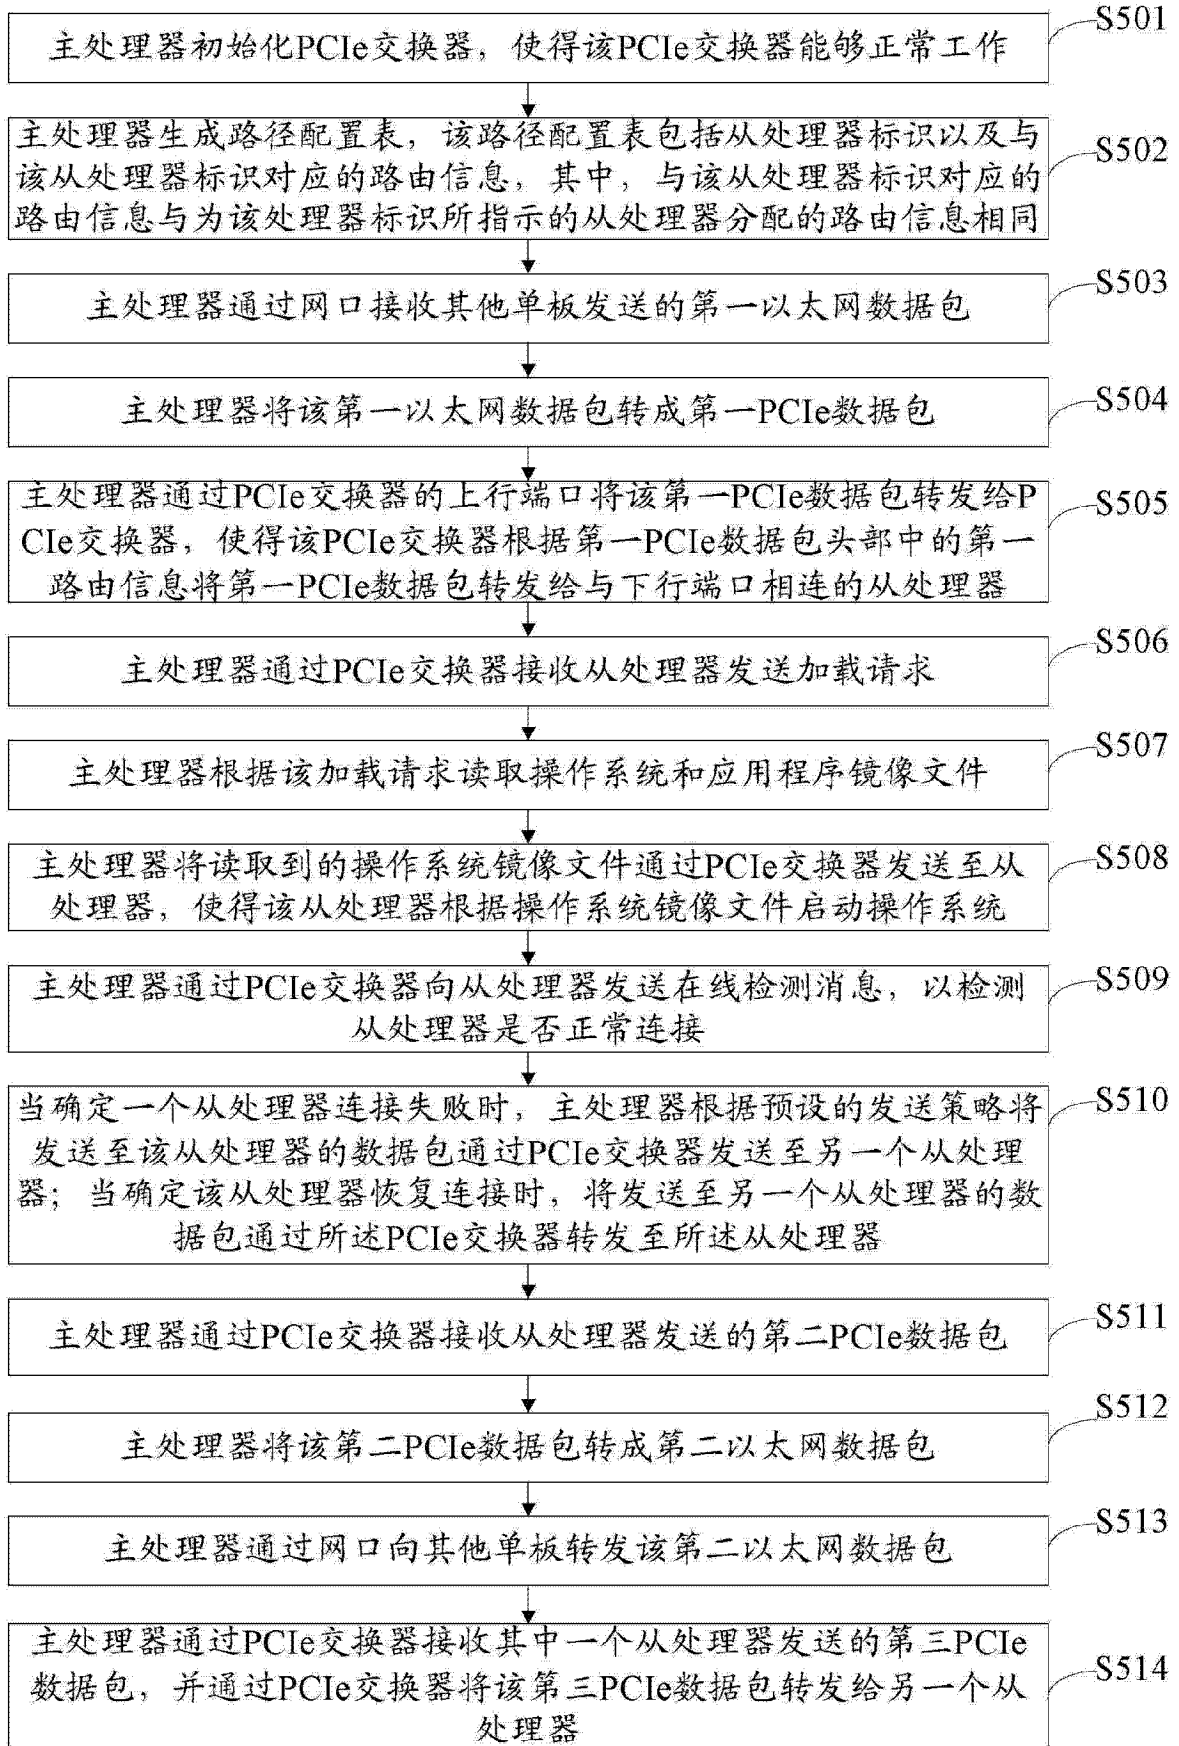 主处理器初始化PCIe交换器，使得该PCIe交换器能够正常工作
S501
主处理器生成路径配置表，该路径配置表包括从处理器标识以及与
该从处理器标识对应的路由信息，其中，与该从处理器标识对应的
路由信息与为该处理器标识所指示的从处理器分配的路由信息相同
S502
主处理器通过网口接收其他单板发送的第一以太网数据包
S503
主处理器将该第一以太网数据包转成第一PCIe数据包
S504
主处理器通过PCIe交换器的上行端口将该第一PCIe数据包转发给P
CIe交换器，使得该PCIe交换器根据第一PCIe数据包头部中的第一
路由信息将第一PCIe数据包转发给与下行端口相连的从处理器
S505
主处理器通过PCIe交换器接收从处理器发送加载请求
S506
主处理器根据该加载请求读取操作系统和应用程序镜像文件
S507
主处理器将读取到的操作系统镜像文件通过PCIe交换器发送至从
处理器，使得该从处理器根据操作系统镜像文件启动操作系统
S508
主处理器通过PCIe交换器向从处理器发送在线检测消息，以检测
从处理器是否正常连接
S509
当确定一个从处理器连接失败时，主处理器根据预设的发送策略将
发送至该从处理器的数据包通过PCIe交换器发送至另一个从处理
器；当确定该从处理器恢复连接时，将发送至另一个从处理器的数
据包通过所述PCIe交换器转发至所述从处理器
S510
主处理器通过PCIe交换器接收从处理器发送的第二PCIe数据包
S511
主处理器将该第二PCIe数据包转成第二以太网数据包
S512
主处理器通过网口向其他单板转发该第二以太网数据包
S513
主处理器通过PCIe交换器接收其中一个从处理器发送的第三PCIe
数据包，并通过PCIe交换器将该第三PCIe数据包转发给另一个从
处理器
S514